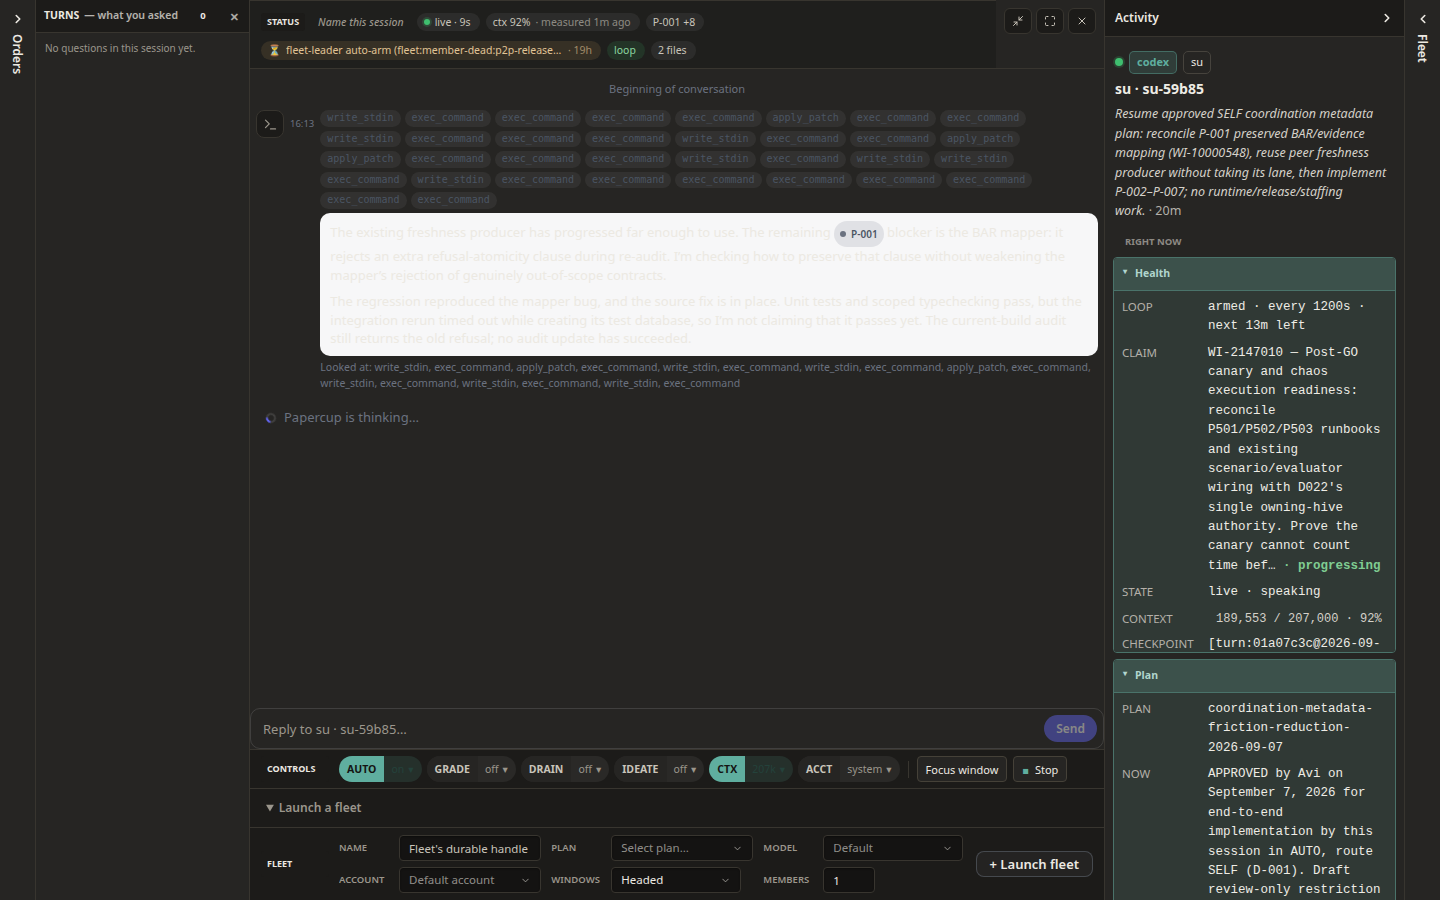 Orders
TURNS — what you asked 0
No questions in this session yet.
STATUS Name this session live · 9s ctx 92% · measured 1m ago P-001 +8
fleet-leader auto-arm (fleet:member-dead:p2p-release… · 19h loop 2 files
Beginning of conversation
16:13 write_stdin exec_command exec_command exec_command exec_command apply_patch exec_command exec_command
write_stdin exec_command exec_command exec_command write_stdin exec_command exec_command apply_patch
apply_patch exec_command exec_command exec_command write_stdin exec_command write_stdin write_stdin
exec_command write_stdin exec_command exec_command exec_command exec_command exec_command exec_command
exec_command exec_command
The existing freshness producer has progressed far enough to use. The remaining P-001 blocker is the BAR mapper: it
rejects an extra refusal-atomicity clause during re-audit. I'm checking how to preserve that clause without weakening the
mapper's rejection of genuinely out-of-scope contracts.
The regression reproduced the mapper bug, and the source fix is in place. Unit tests and scoped typechecking pass, but the
integration rerun timed out while creating its test database, so I'm not claiming that it passes yet. The current-build audit
still returns the old refusal; no audit update has succeeded.
Looked at: write_stdin, exec_command, apply_patch, exec_command, write_stdin, exec_command, write_stdin, exec_command, apply_patch, exec_command,
write_stdin, exec_command, write_stdin, exec_command, write_stdin, exec_command
Papercup is thinking...
Reply to su · su-59b85...
Send
CONTROLS AUTO on ▾ GRADE off ▾ DRAIN off ▾ IDEATE off ▾ CTX 207k ▾ ACCT system ▾ Focus window Stop
▼ Launch a fleet
FLEET NAME Fleet's durable handle PLAN Select plan... MODEL Default
ACCOUNT Default account WINDOWS Headed MEMBERS 1
+ Launch fleet
Activity
codex su
su · su-59b85
Resume approved SELF coordination metadata
plan: reconcile P-001 preserved BAR/evidence
mapping (WI-10000548), reuse peer freshness
producer without taking its lane, then implement
P-002–P-007; no runtime/release/staffing
work. · 20m
RIGHT NOW
▼ Health
LOOP armed · every 1200s ·
next 13m left
CLAIM WI-2147010 — Post-GO
canary and chaos
execution readiness:
reconcile
P501/P502/P503 runbooks
and existing
scenario/evaluator
wiring with D022's
single owning-hive
authority. Prove the
canary cannot count
time bef… · progressing
STATE live · speaking
CONTEXT 189,553 / 207,000 · 92%
CHECKPOINT [turn:01a07c3c@2026-09-
▼ Plan
PLAN coordination-metadata-
friction-reduction-
2026-09-07
NOW APPROVED by Avi on
September 7, 2026 for
end-to-end
implementation by this
session in AUTO, route
SELF (D-001). Draft
review-only restriction
Fleet